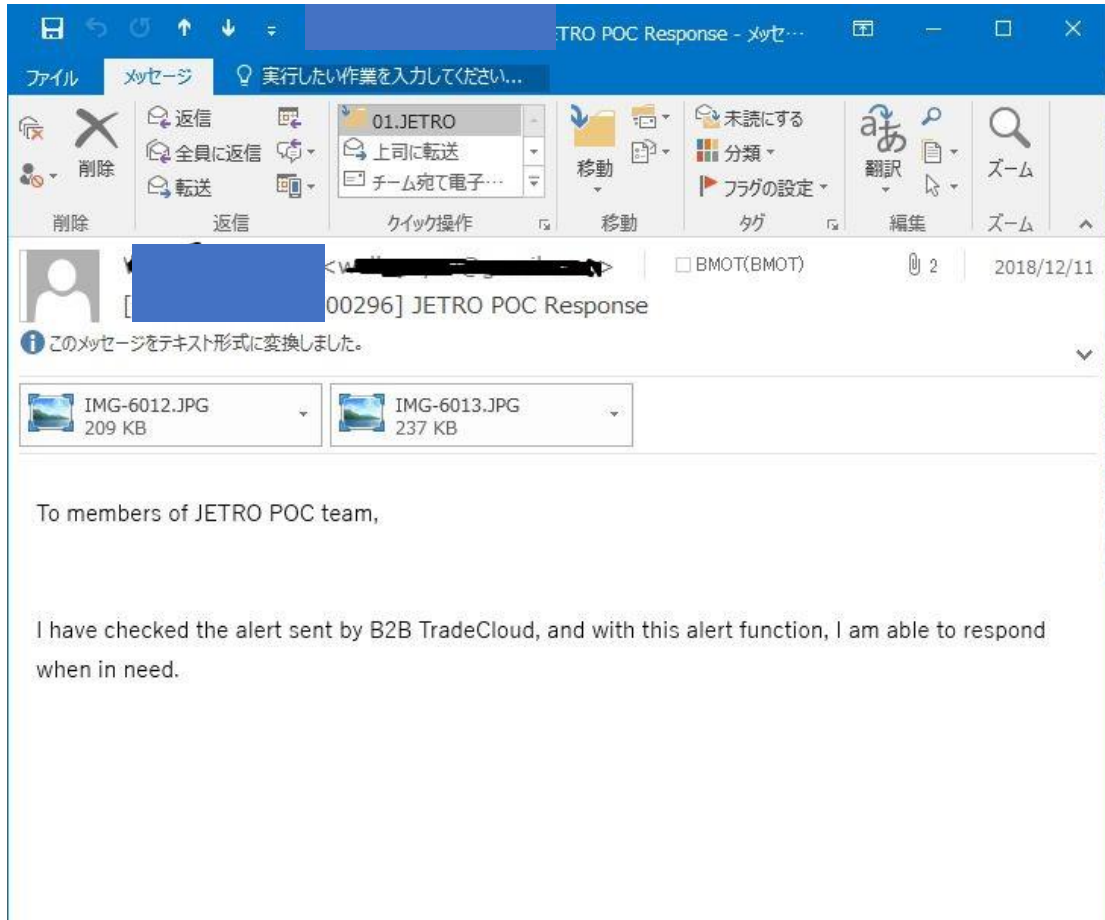 TRO POC Response - メッセ…
ファイル メッセージ 実行したい作業を入力してください...
削除
返信
全員に返信
転送
01.JETRO
上司に転送
チーム宛て電子…
移動
未読にする
分類
フラグの設定
翻訳
ズーム
削除 返信 クイック操作 移動 タグ 編集 ズーム
BMOT(BMOT) 2 2018/12/11
[ 00296] JETRO POC Response
このメッセージをテキスト形式に変換しました。
IMG-6012.JPG
209 KB
IMG-6013.JPG
237 KB
To members of JETRO POC team,
I have checked the alert sent by B2B TradeCloud, and with this alert function, I am able to respond
when in need.